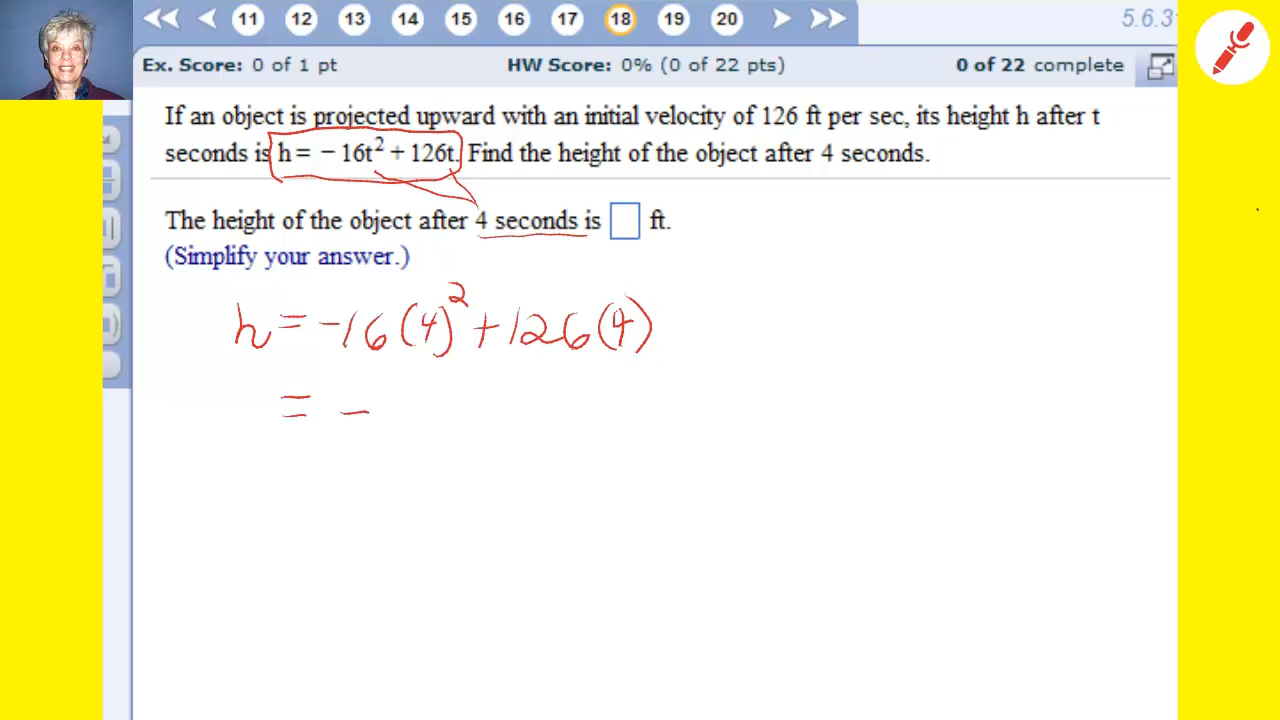 11 12 13 14 15 16 17 18 19 20
5.6.3
Ex. Score: 0 of 1 pt HW Score: 0% (0 of 22 pts) 0 of 22 complete
If an object is projected upward with an initial velocity of 126 ft per sec, its height h after t
seconds is h = − 16t² + 126t. Find the height of the object after 4 seconds.
The height of the object after 4 seconds is ft.
(Simplify your answer.)
h = -16(4)² + 126(4)
= -